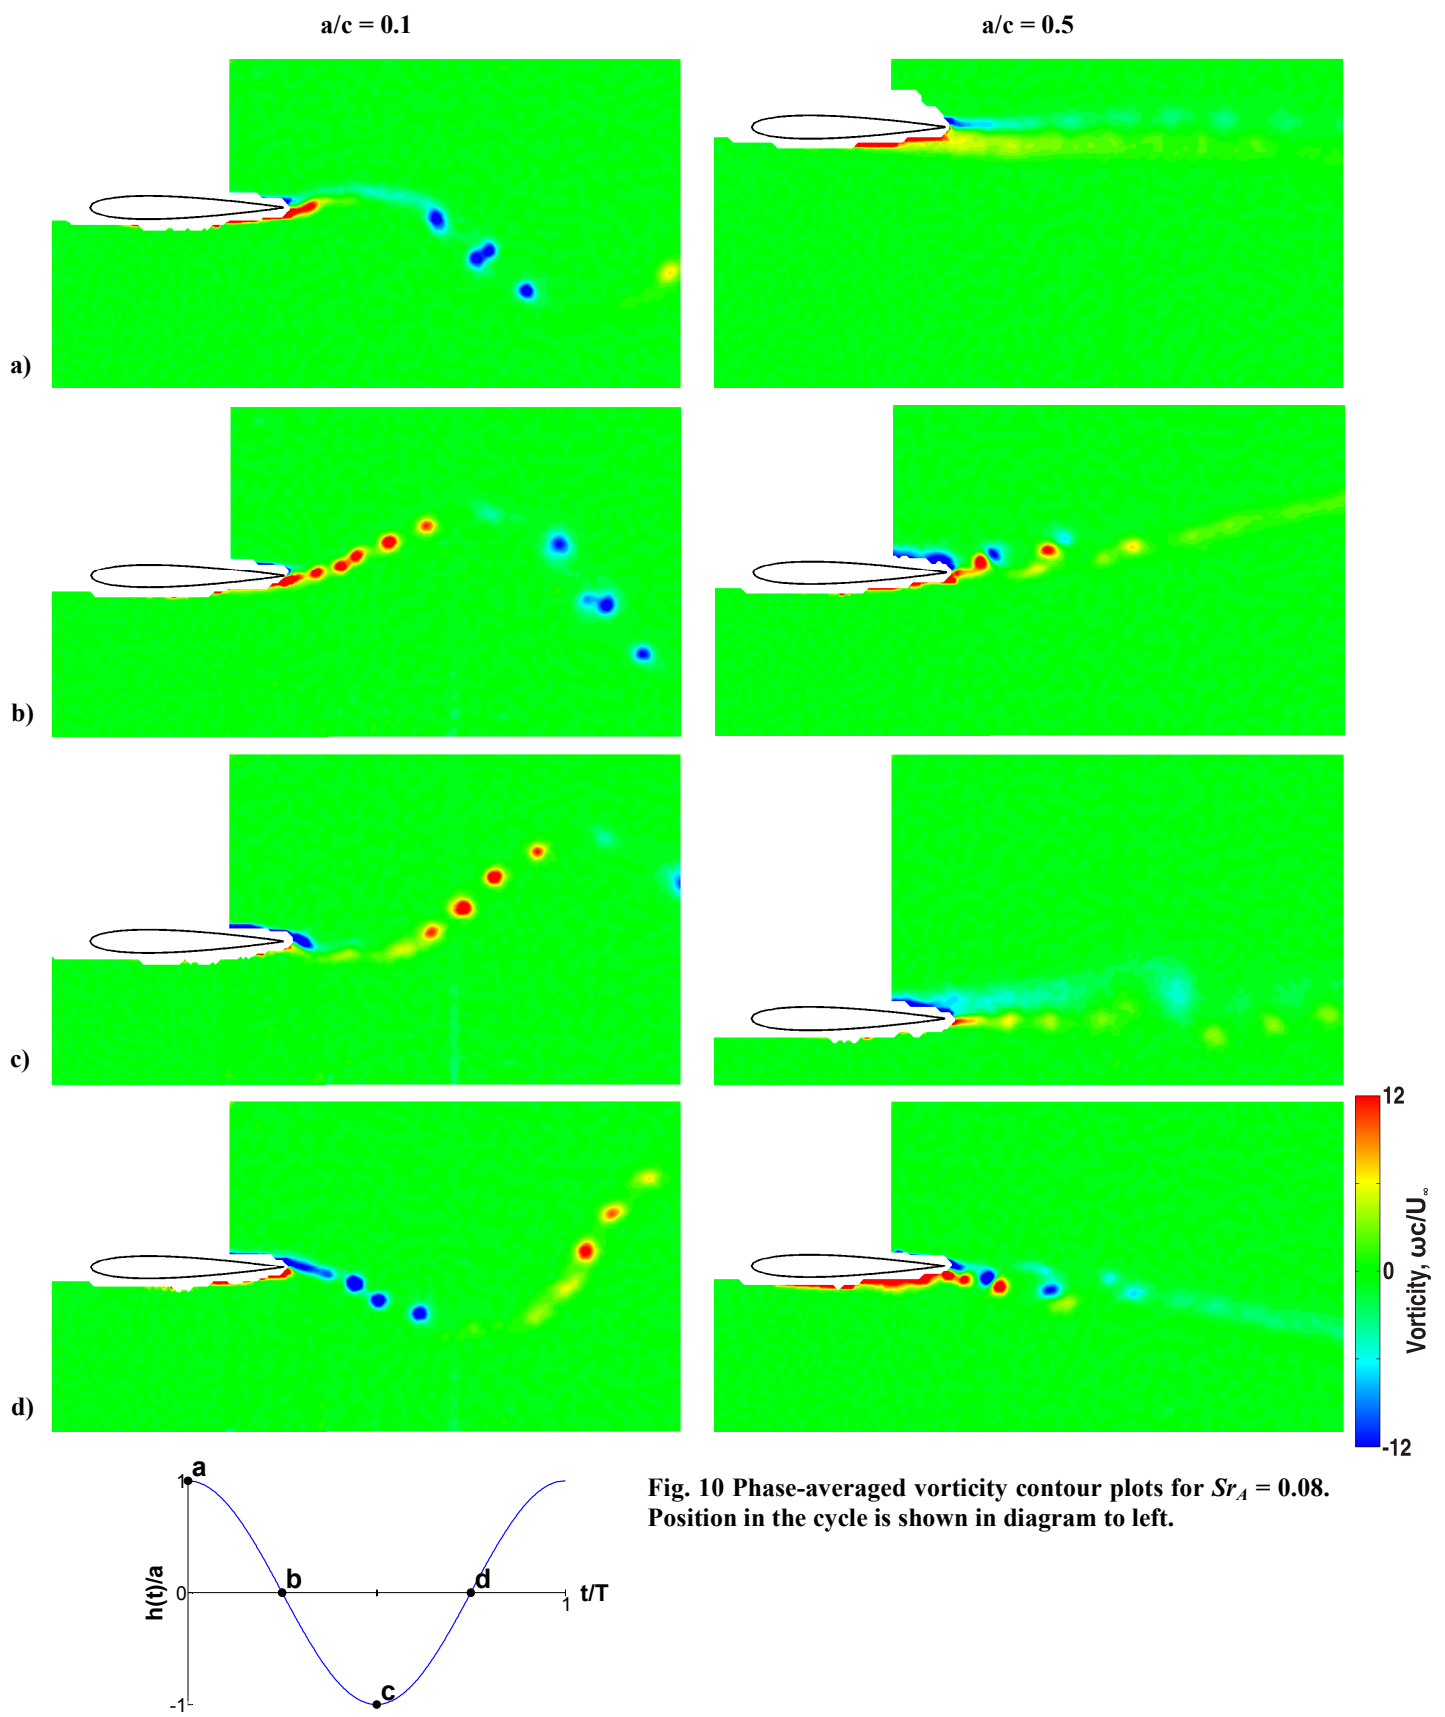 a/c = 0.1
a/c = 0.5
a)
b)
c)
d)
12
0
-12
Vorticity, ωc/U∞
1
a
b
d
0
t/T
1
h(t)/a
c
-1
Fig. 10 Phase-averaged vorticity contour plots for SrA = 0.08.
Position in the cycle is shown in diagram to left.